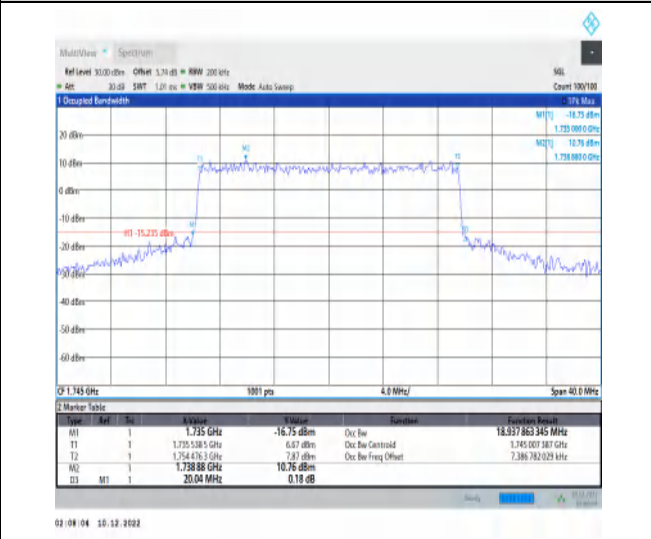 MultiView Spectrum
Ref Level 30.00 dBm Offset 5.74 dB RBW 200 kHz SGL
Att 30 dB SWT 1.01 ms VBW 500 kHz Mode Auto Sweep Count 100/100
1 Occupied Bandwidth 1Pk Max
M1[1] -16.75 dBm
1.735 000 0 GHz
M2[1] 10.76 dBm
1.738 880 0 GHz
20 dBm
10 dBm
0 dBm
-10 dBm
H1 -15.235 dBm
-20 dBm
-30 dBm
-40 dBm
-50 dBm
-60 dBm
T1 M2 T2
M1 D3
CF 1.745 GHz 1001 pts 4.0 MHz/ Span 40.0 MHz
2 Marker Table
Type Ref Trc X-Value Y-Value Function Function Result
M1 1 1.735 GHz -16.75 dBm Occ Bw 18.937 863 345 MHz
T1 1 1.735 538 5 GHz 6.67 dBm Occ Bw Centroid 1.745 007 387 GHz
T2 1 1.754 476 3 GHz 7.87 dBm Occ Bw Freq Offset 7.386 782 029 kHz
M2 1 1.738 88 GHz 10.76 dBm
D3 M1 1 20.04 MHz 0.18 dB
Ready
02:08:04 10.12.2022